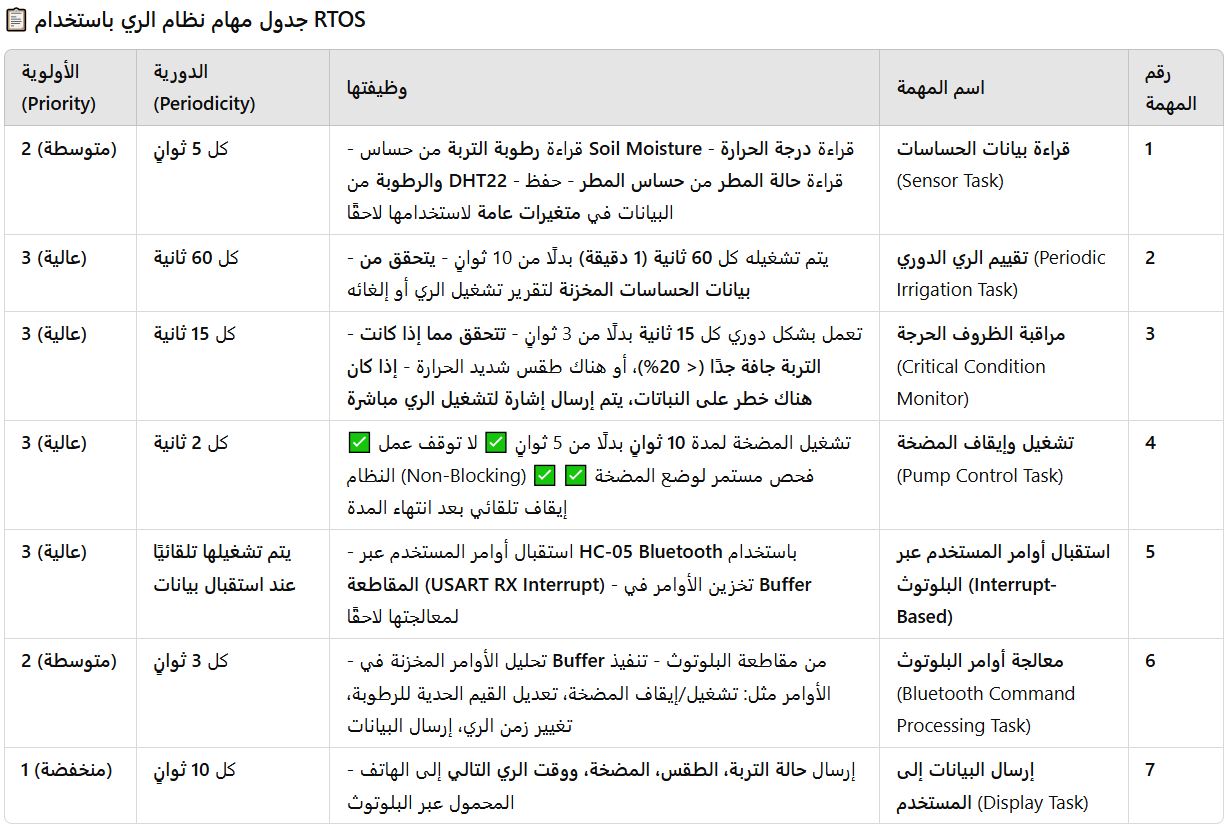 📋 جدول مهام نظام الري باستخدام RTOS
رقم
المهمة
اسم المهمة
وظيفتها
الدورية
(Periodicity)
الأولوية
(Priority)
1
قراءة بيانات الحساسات
(Sensor Task)
- قراءة رطوبة التربة من حساس Soil Moisture - قراءة درجة الحرارة
والرطوبة من DHT22 - قراءة حالة المطر من حساس المطر - حفظ
البيانات في متغيرات عامة لاستخدامها لاحقًا
كل 5 ثوانٍ
2 (متوسطة)
2
تقييم الري الدوري (Periodic
Irrigation Task)
- يتم تشغيله كل 60 ثانية (1 دقيقة) بدلًا من 10 ثوانٍ - يتحقق من
بيانات الحساسات المخزنة لتقرير تشغيل الري أو إلغائه
كل 60 ثانية
3 (عالية)
3
مراقبة الظروف الحرجة
(Critical Condition
Monitor)
- تعمل بشكل دوري كل 15 ثانية بدلًا من 3 ثوانٍ - تتحقق مما إذا كانت
التربة جافة جدًا (< 20%)، أو هناك طقس شديد الحرارة - إذا كان
هناك خطر على النباتات، يتم إرسال إشارة لتشغيل الري مباشرة
كل 15 ثانية
3 (عالية)
4
تشغيل وإيقاف المضخة
(Pump Control Task)
✅ تشغيل المضخة لمدة 10 ثوانٍ بدلًا من 5 ثوانٍ ✅ لا توقف عمل
النظام (Non-Blocking) ✅ فحص مستمر لوضع المضخة ✅
إيقاف تلقائي بعد انتهاء المدة
كل 2 ثانية
3 (عالية)
5
استقبال أوامر المستخدم عبر
البلوتوث (Interrupt-
Based)
- استقبال أوامر المستخدم عبر HC-05 Bluetooth باستخدام
المقاطعة (USART RX Interrupt) - تخزين الأوامر في Buffer
لمعالجتها لاحقًا
يتم تشغيلها تلقائيًا
عند استقبال بيانات
3 (عالية)
6
معالجة أوامر البلوتوث
(Bluetooth Command
Processing Task)
- تحليل الأوامر المخزنة في Buffer من مقاطعة البلوتوث - تنفيذ
الأوامر مثل: تشغيل/إيقاف المضخة، تعديل القيم الحدية للرطوبة،
تغيير زمن الري، إرسال البيانات
كل 3 ثوانٍ
2 (متوسطة)
7
إرسال البيانات إلى
المستخدم (Display Task)
- إرسال حالة التربة، الطقس، المضخة، ووقت الري التالي إلى الهاتف
المحمول عبر البلوتوث
كل 10 ثوانٍ
1 (منخفضة)